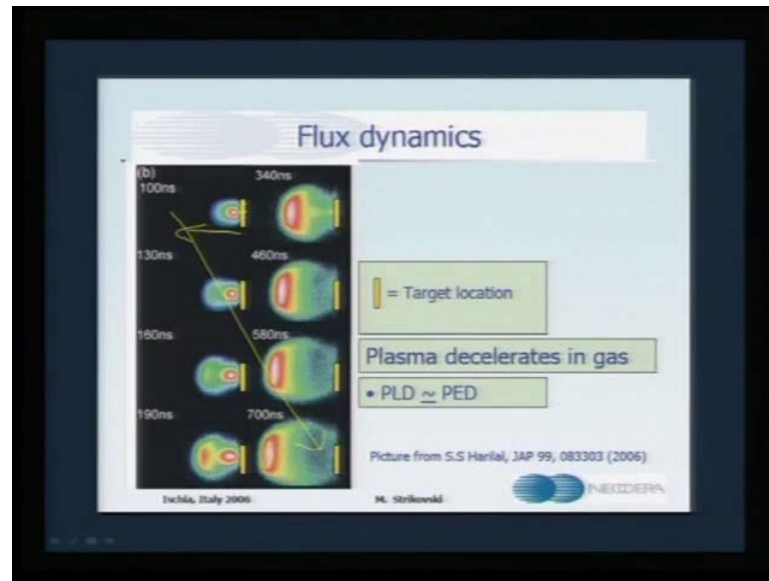 Flux dynamics
(b)
100ns
340ns
130ns
460ns
160ns
580ns
190ns
700ns
= Target location
Plasma decelerates in gas
• PLD ~ PED
Picture from S.S Harilal, JAP 99, 083303 (2006)
Ischia, Italy 2006
M. Strikovski
NEOCERA